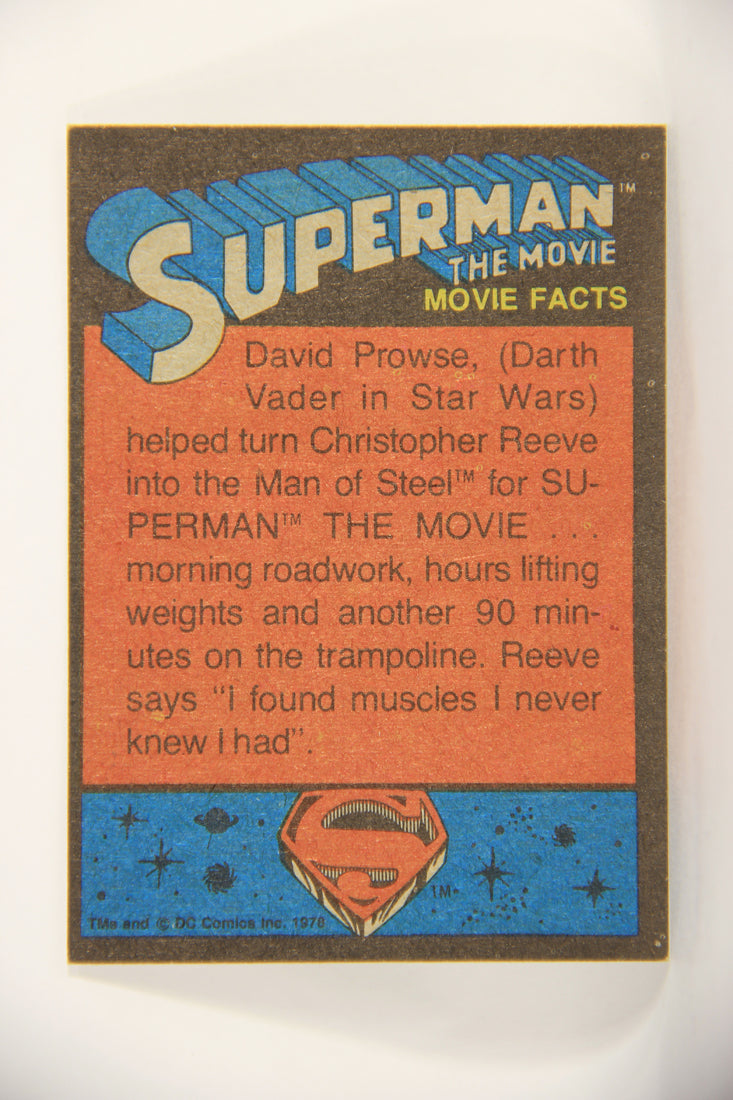 SUPERMAN™
THE MOVIE
MOVIE FACTS
David Prowse, (Darth
Vader in Star Wars)
helped turn Christopher Reeve
into the Man of Steel™ for SU-
PERMAN™ THE MOVIE . . .
morning roadwork, hours lifting
weights and another 90 min-
utes on the trampoline. Reeve
says "I found muscles I never
knew I had".
S
TM
TMs and © DC Comics Inc. 1978